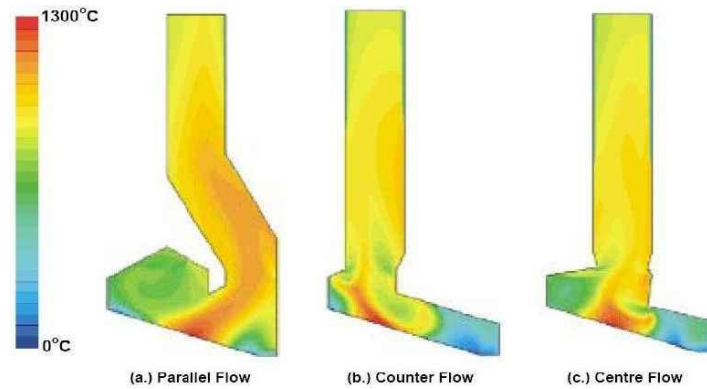 1300°C
0°C
(a.) Parallel Flow
(b.) Counter Flow
(c.) Centre Flow